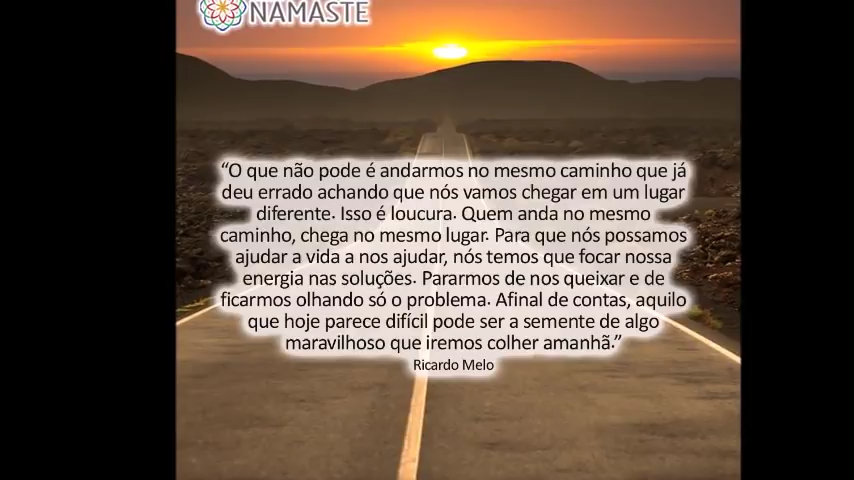 NAMASTE
“O que não pode é andarmos no mesmo caminho que já
deu errado achando que nós vamos chegar em um lugar
diferente. Isso é loucura. Quem anda no mesmo
caminho, chega no mesmo lugar. Para que nós possamos
ajudar a vida a nos ajudar, nós temos que focar nossa
energia nas soluções. Pararmos de nos queixar e de
ficarmos olhando só o problema. Afinal de contas, aquilo
que hoje parece difícil pode ser a semente de algo
maravilhoso que iremos colher amanhã.”
Ricardo Melo